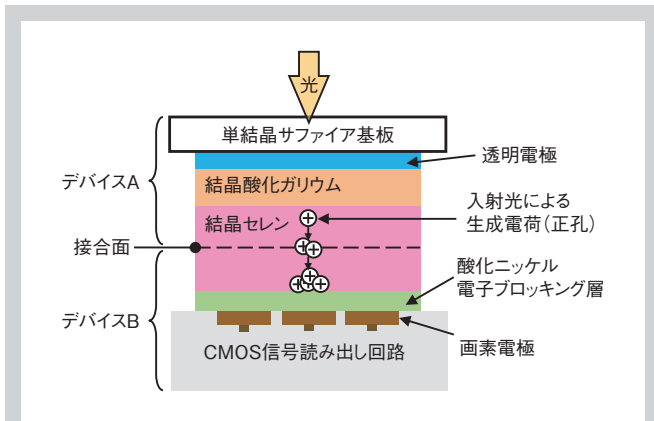 光
単結晶サファイア基板
透明電極
デバイスA
結晶酸化ガリウム
結晶セレン
入射光による
生成電荷(正孔)
接合面
酸化ニッケル
電子ブロッキング層
デバイスB
画素電極
CMOS信号読み出し回路